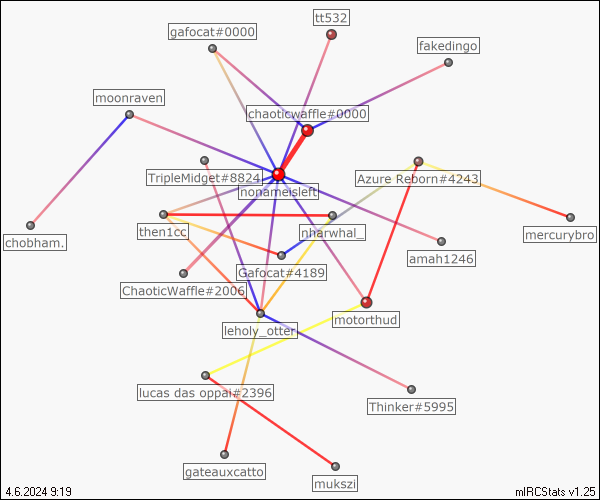 tt532
gafocat#0000
fakedingo
moonraven
chaoticwaffle#0000
TripleMidget#8824
Azure Reborn#4243
nonameisleft
then1cc
nharwhal_
mercurybro
chobham.
amah1246
Gafocat#4189
ChaoticWaffle#2006
motorthud
leholy_otter
lucas das oppai#2396
Thinker#5995
gateauxcatto
mukszi
4.6.2024 9:19
mIRCStats v1.25